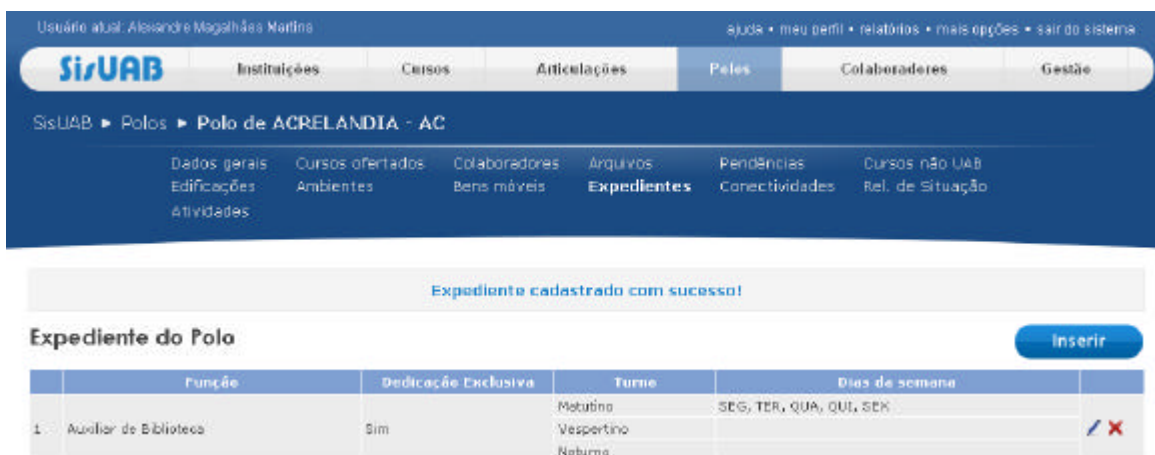 Usuário atual: Alexandre Magalhães Martins
ajuda • meu perfil • relatórios • mais opções • sair do sistema
SisUAB Instituições Cursos Articulações Polos Colaboradores Gestão
SisUAB ► Polos ► Polo de ACRELANDIA - AC
Dados gerais Cursos ofertados Colaboradores Arquivos Pendências Cursos não UAB
Edificações Ambientes Bens móveis Expedientes Conectividades Rel. de Situação
Atividades
Expediente cadastrado com sucesso!
Expediente do Polo Inserir
Função Dedicação Exclusiva Turno Dias da semana
Matutino SEG, TER, QUA, QUI, SEX
1 Auxiliar de Biblioteca Sim Vespertino
Noturno